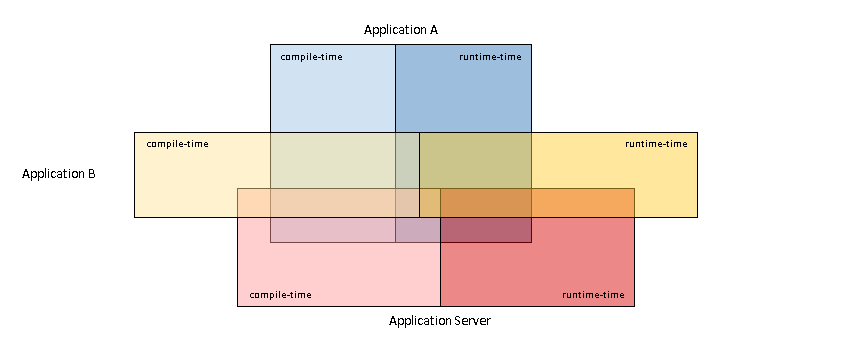 Application A
compile-time
runtime-time
compile-time
runtime-time
Application B
compile-time
runtime-time
Application Server